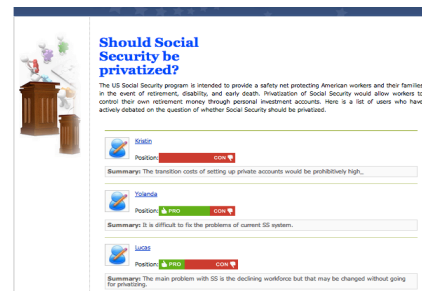 Should Social
Security be
privatized?
The US Social Security program is intended to provide a safety net protecting American workers and their families
in the event of retirement, disability, and early death. Privatization of Social Security would allow workers to
control their own retirement money through personal investment accounts. Here is a list of users who have
actively debated on the question of whether Social Security should be privatized.
Kristin
Position: CON
Summary: The transition costs of setting up private accounts would be prohibitively high_
Yolanda
Position: PRO CON
Summary: It is difficult to fix the problems of current SS system.
Lucas
Position: PRO CON
Summary: The main problem with SS is the declining workforce but that may be changed without going
for privatizing.